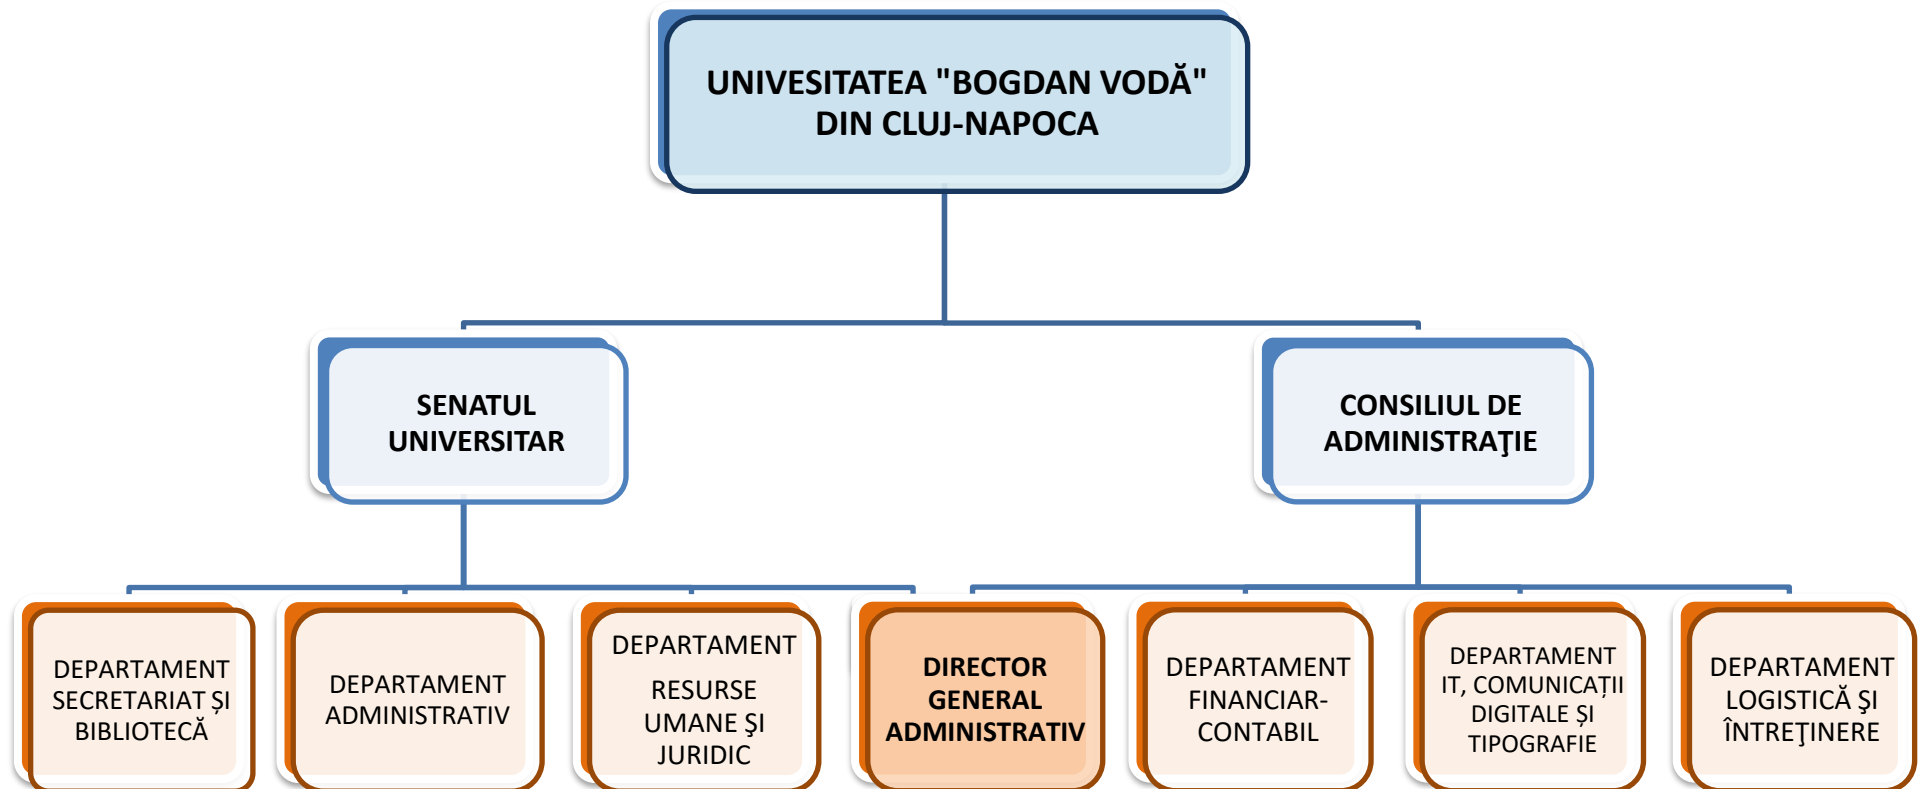 UNIVESITATEA "BOGDAN VODĂ"
DIN CLUJ-NAPOCA
SENATUL
UNIVERSITAR
CONSILIUL DE
ADMINISTRAŢIE
DEPARTAMENT
SECRETARIAT ȘI
BIBLIOTECĂ
DEPARTAMENT
ADMINISTRATIV
DEPARTAMENT
RESURSE
UMANE ŞI
JURIDIC
DIRECTOR
GENERAL
ADMINISTRATIV
DEPARTAMENT
FINANCIAR-
CONTABIL
DEPARTAMENT
IT, COMUNICAȚII
DIGITALE ȘI
TIPOGRAFIE
DEPARTAMENT
LOGISTICĂ ŞI
ÎNTREŢINERE